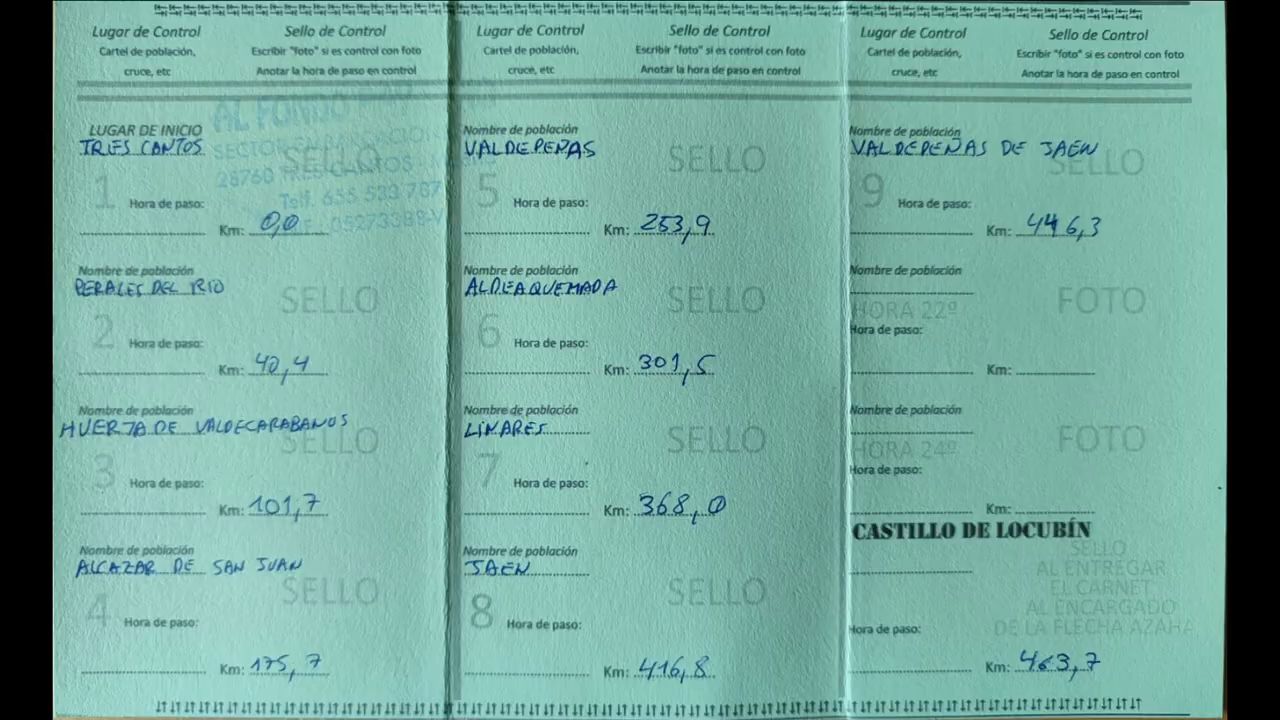 Lugar de Control Sello de Control
Cartel de población, Escribir "foto" si es control con foto
cruce, etc Anotar la hora de paso en control
LUGAR DE INICIO
TRES CANTOS
AL FONDO
SELLO
28760 TRES CANTOS
1 Hora de paso:
Km: 0,0
Nombre de población
PERALES DEL RIO
SELLO
2 Hora de paso:
Km: 40,4
Nombre de población
HUERTA DE VALDECARABANOS
SELLO
3 Hora de paso:
Km: 101,7
Nombre de población
ALCAZAR DE SAN JUAN
SELLO
4 Hora de paso:
Km: 175,7
Lugar de Control Sello de Control
Cartel de población, Escribir "foto" si es control con foto
cruce, etc Anotar la hora de paso en control
Nombre de población
VALDEPEÑAS
SELLO
5 Hora de paso:
Km: 253,9
Nombre de población
ALDEAQUEMADA
SELLO
6 Hora de paso:
Km: 301,5
Nombre de población
LINARES
SELLO
7 Hora de paso:
Km: 368,0
Nombre de población
JAEN
SELLO
8 Hora de paso:
Km: 416,8
Lugar de Control Sello de Control
Cartel de población, Escribir "foto" si es control con foto
cruce, etc Anotar la hora de paso en control
Nombre de población
VALDEPEÑAS DE JAEN
SELLO
9 Hora de paso:
Km: 446,3
Nombre de población
HORA 22º FOTO
Hora de paso:
Km:
Nombre de población
HORA 24º FOTO
Hora de paso:
Km:
CASTILLO DE LOCUBÍN
SELLO
AL ENTREGAR
EL CARNET
AL ENCARGADO
DE LA FLECHA AZAHA
Hora de paso:
Km: 463,7